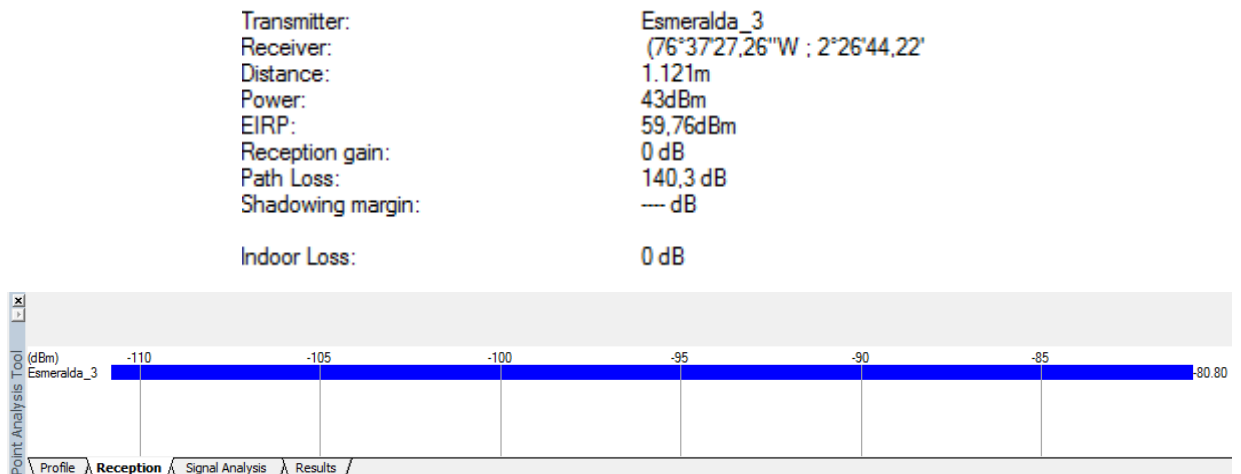 Transmitter: Esmeralda_3
Receiver: (76°37'27,26"W ; 2°26'44,22'
Distance: 1.121m
Power: 43dBm
EIRP: 59,76dBm
Reception gain: 0 dB
Path Loss: 140,3 dB
Shadowing margin: ---- dB
Indoor Loss: 0 dB
(dBm) -110 -105 -100 -95 -90 -85
Esmeralda_3 -80.80
Point Analysis Tool
Profile Reception Signal Analysis Results